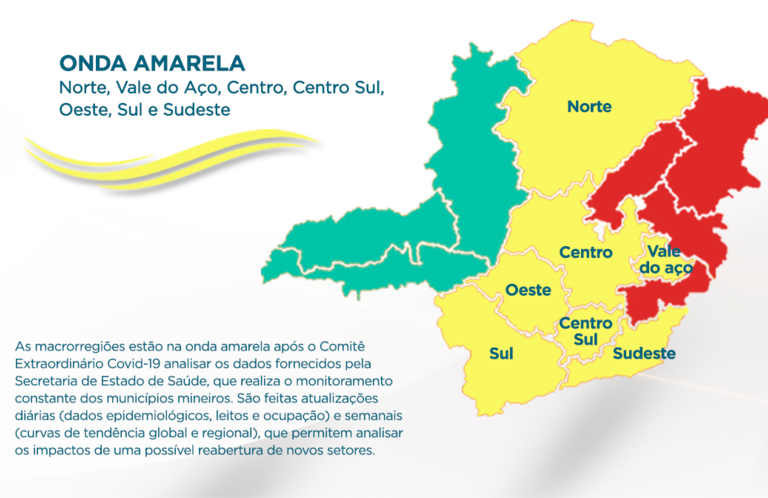 ONDA AMARELA
Norte, Vale do Aço, Centro, Centro Sul,
Oeste, Sul e Sudeste
Norte
Centro
Vale
do aço
Oeste
Centro
Sul
Sul
Sudeste
As macrorregiões estão na onda amarela após o Comitê
Extraordinário Covid-19 analisar os dados fornecidos pela
Secretaria de Estado de Saúde, que realiza o monitoramento
constante dos municípios mineiros. São feitas atualizações
diárias (dados epidemiológicos, leitos e ocupação) e semanais
(curvas de tendência global e regional), que permitem analisar
os impactos de uma possível reabertura de novos setores.